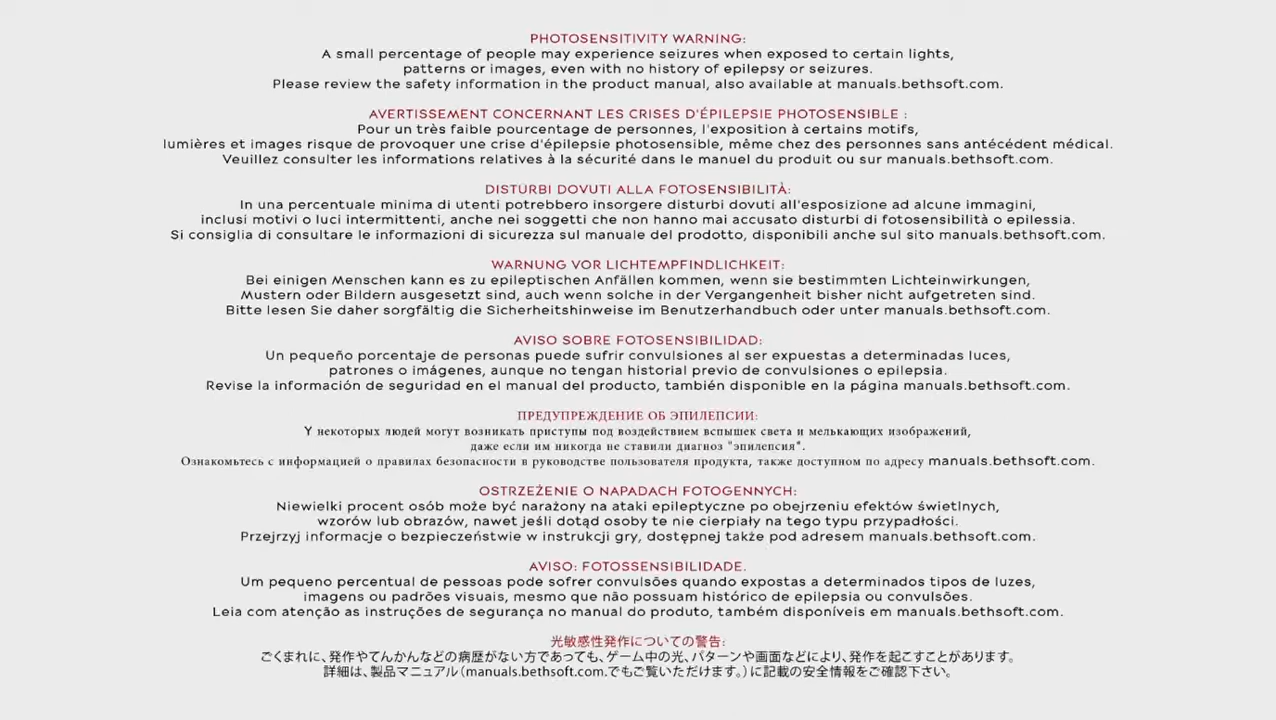 PHOTOSENSITIVITY WARNING:
A small percentage of people may experience seizures when exposed to certain lights,
patterns or images, even with no history of epilepsy or seizures.
Please review the safety information in the product manual, also available at manuals.bethsoft.com.
AVERTISSEMENT CONCERNANT LES CRISES D'ÉPILEPSIE PHOTOSENSIBLE :
Pour un très faible pourcentage de personnes, l'exposition à certains motifs,
lumières et images risque de provoquer une crise d'épilepsie photosensible, même chez des personnes sans antécédent médical.
Veuillez consulter les informations relatives à la sécurité dans le manuel du produit ou sur manuals.bethsoft.com.
DISTURBI DOVUTI ALLA FOTOSENSIBILITÀ:
In una percentuale minima di utenti potrebbero insorgere disturbi dovuti all'esposizione ad alcune immagini,
inclusi motivi o luci intermittenti, anche nei soggetti che non hanno mai accusato disturbi di fotosensibilità o epilessia.
Si consiglia di consultare le informazioni di sicurezza sul manuale del prodotto, disponibili anche sul sito manuals.bethsoft.com.
WARNUNG VOR LICHTEMPFINDLICHKEIT:
Bei einigen Menschen kann es zu epileptischen Anfällen kommen, wenn sie bestimmten Lichteinwirkungen,
Mustern oder Bildern ausgesetzt sind, auch wenn solche in der Vergangenheit bisher nicht aufgetreten sind.
Bitte lesen Sie daher sorgfältig die Sicherheitshinweise im Benutzerhandbuch oder unter manuals.bethsoft.com.
AVISO SOBRE FOTOSENSIBILIDAD:
Un pequeño porcentaje de personas puede sufrir convulsiones al ser expuestas a determinadas luces,
patrones o imágenes, aunque no tengan historial previo de convulsiones o epilepsia.
Revise la información de seguridad en el manual del producto, también disponible en la página manuals.bethsoft.com.
ПРЕДУПРЕЖДЕНИЕ ОБ ЭПИЛЕПСИИ:
У некоторых людей могут возникать приступы под воздействием вспышек света и мелькающих изображений,
даже если им никогда не ставили диагноз "эпилепсия".
Ознакомьтесь с информацией о правилах безопасности в руководстве пользователя продукта, также доступном по адресу manuals.bethsoft.com.
OSTRZEŻENIE O NAPADACH FOTOGENNYCH:
Niewielki procent osób może być narażony na ataki epileptyczne po obejrzeniu efektów świetlnych,
wzorów lub obrazów, nawet jeśli dotąd osoby te nie cierpiały na tego typu przypadłości.
Przejrzyj informacje o bezpieczeństwie w instrukcji gry, dostępnej także pod adresem manuals.bethsoft.com.
AVISO: FOTOSSENSIBILIDADE.
Um pequeno percentual de pessoas pode sofrer convulsões quando expostas a determinados tipos de luzes,
imagens ou padrões visuais, mesmo que não possuam histórico de epilepsia ou convulsões.
Leia com atenção as instruções de segurança no manual do produto, também disponíveis em manuals.bethsoft.com.
光敏感性発作についての警告:
ごくまれに、発作やてんかんなどの病歴がない方であっても、ゲーム中の光、パターンや画面などにより、発作を起こすことがあります。
詳細は、製品マニュアル（manuals.bethsoft.com.でもご覧いただけます。）に記載の安全情報をご確認下さい。